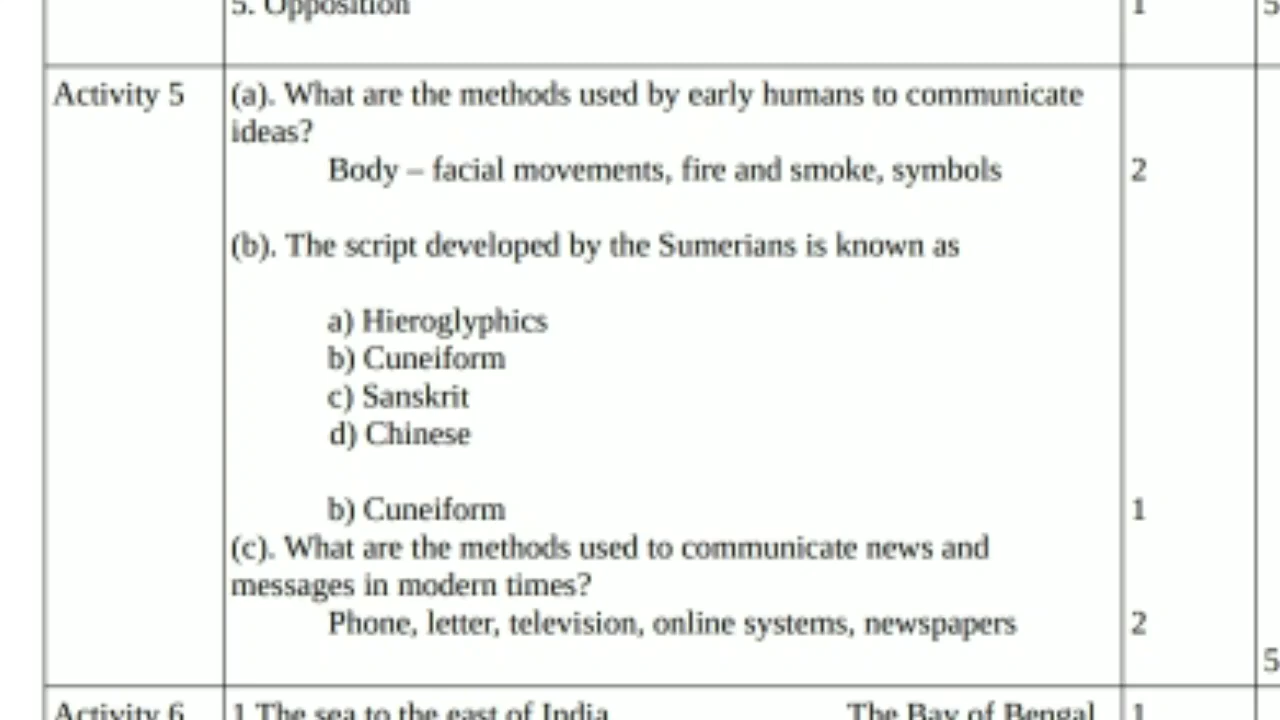 5. Opposition 1 5
Activity 5 (a). What are the methods used by early humans to communicate
ideas?
Body – facial movements, fire and smoke, symbols 2
(b). The script developed by the Sumerians is known as
a) Hieroglyphics
b) Cuneiform
c) Sanskrit
d) Chinese
b) Cuneiform 1
(c). What are the methods used to communicate news and
messages in modern times?
Phone, letter, television, online systems, newspapers 2
5
Activity 6 1 The sea to the east of India The Bay of Bengal 1